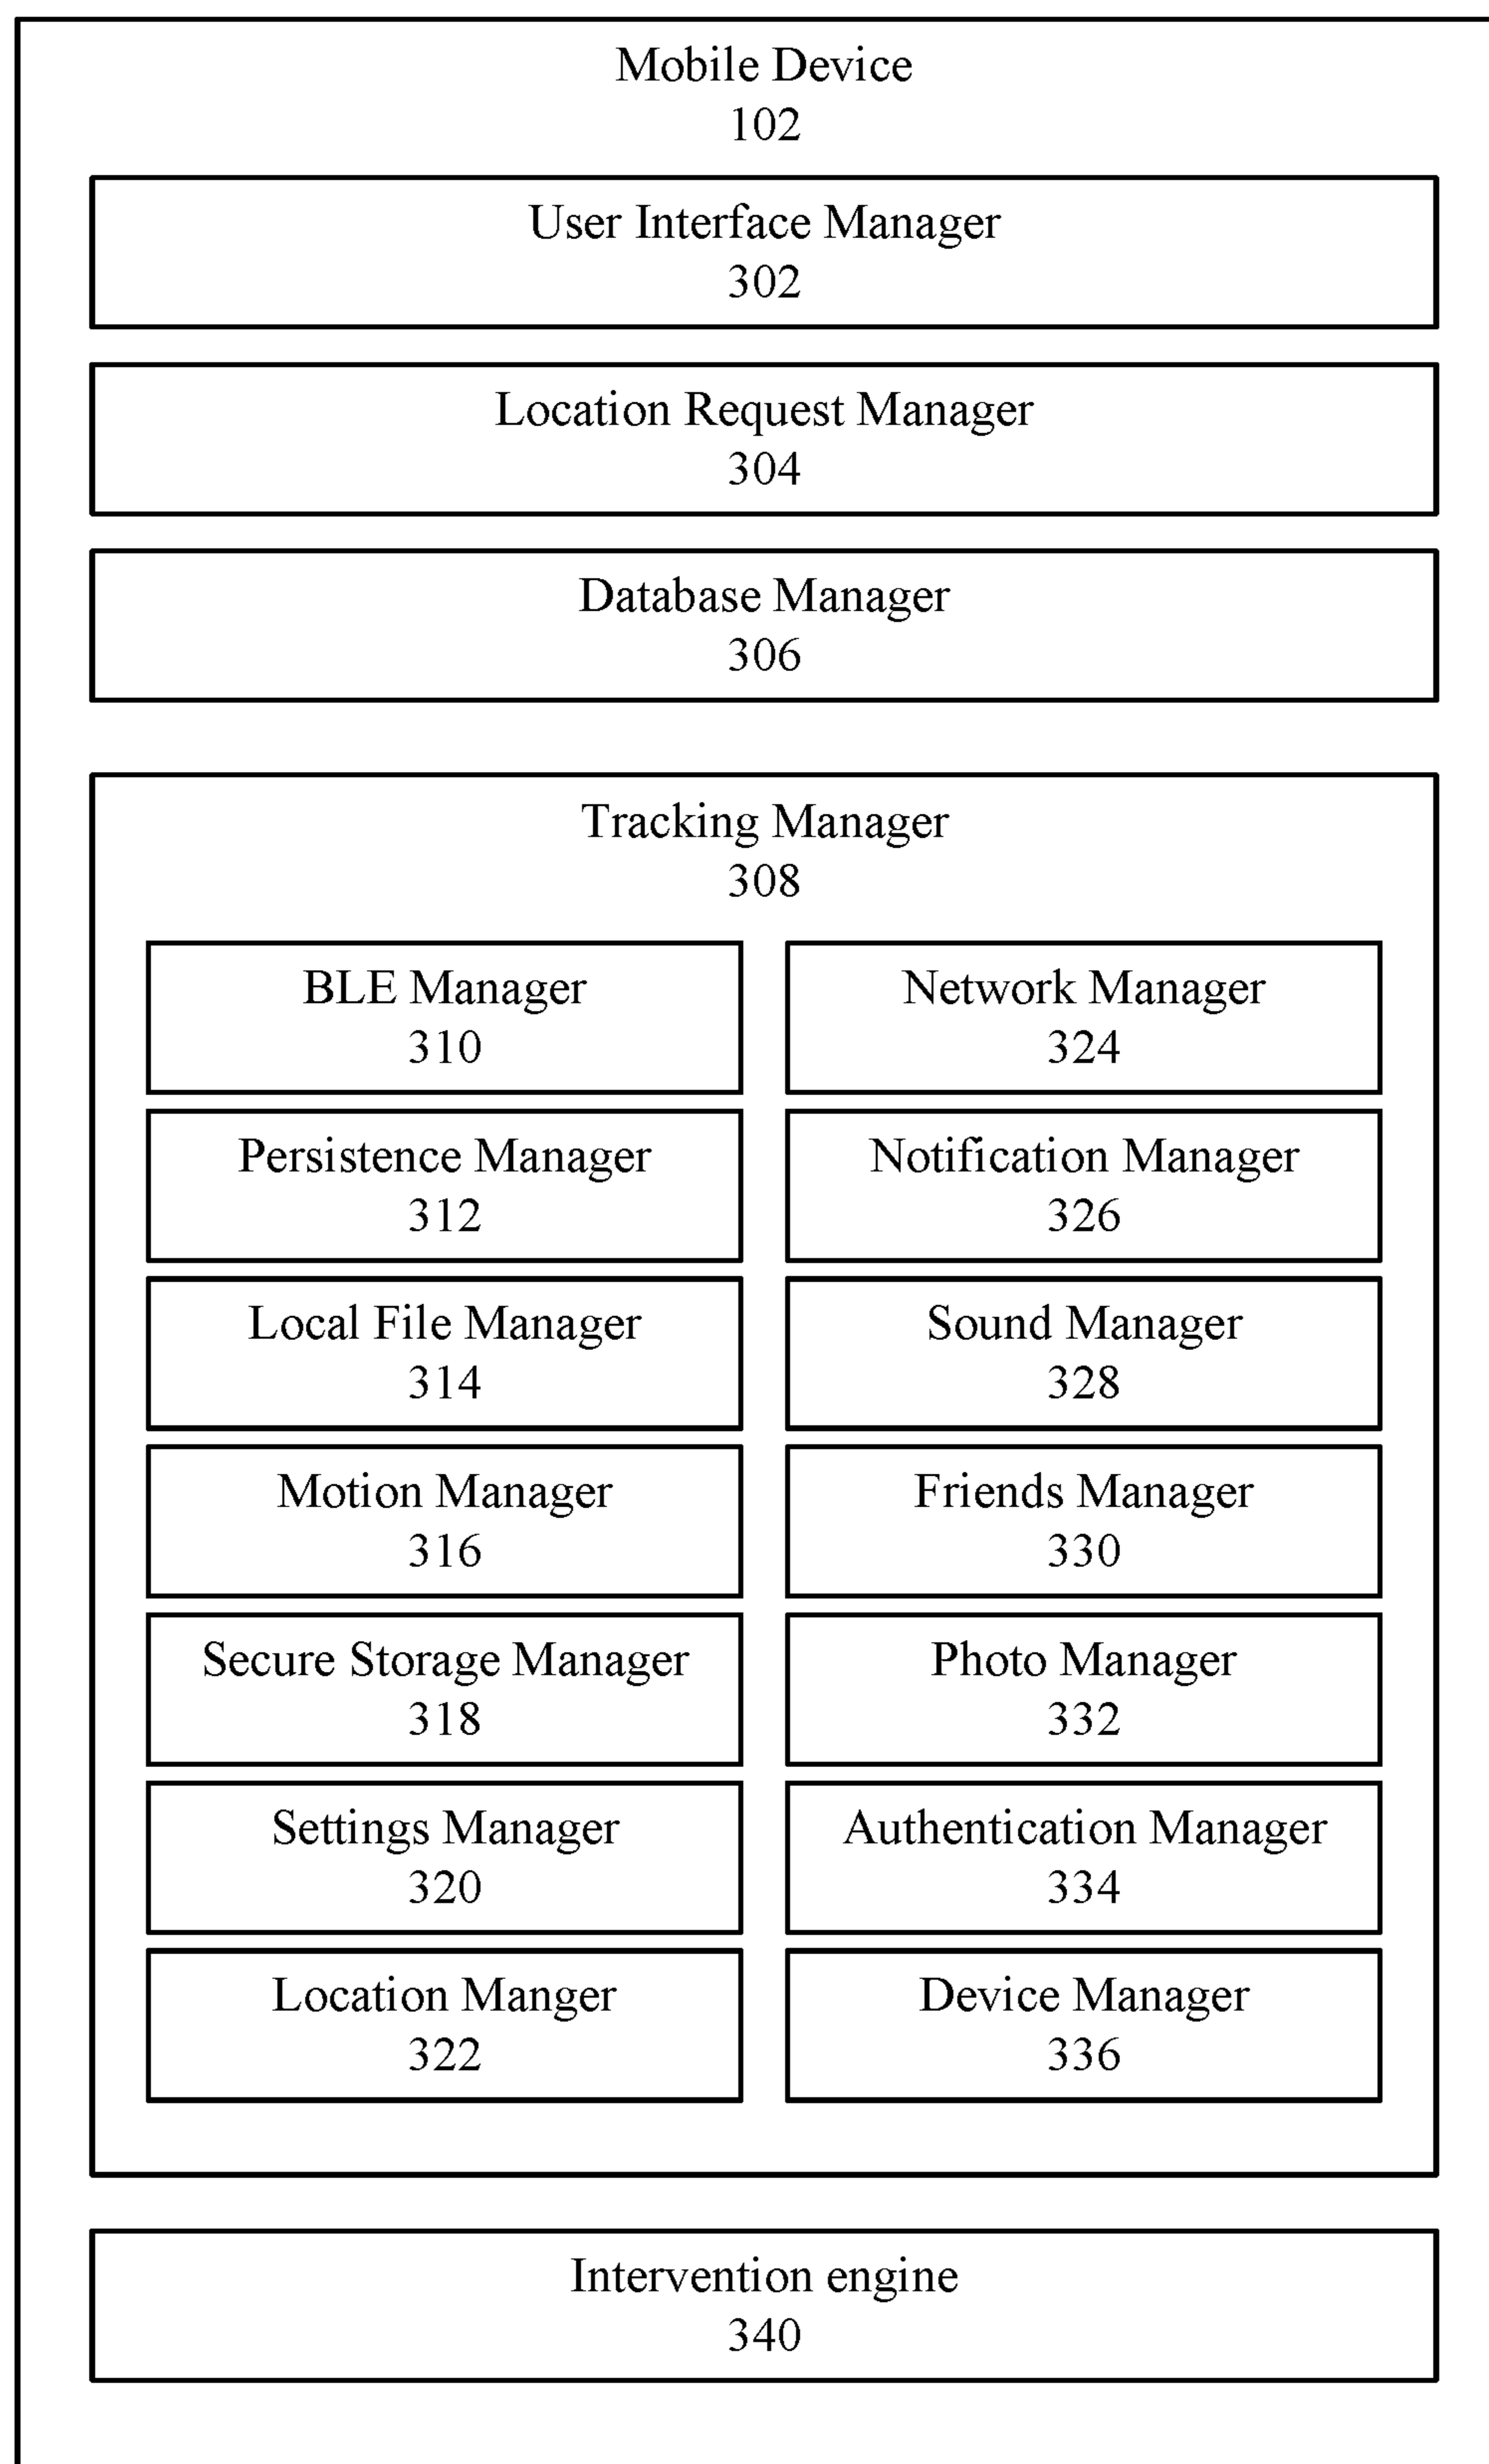 Mobile Device
102
User Interface Manager
302
Location Request Manager
304
Database Manager
306
Tracking Manager
308
BLE Manager
310
Network Manager
324
Persistence Manager
312
Notification Manager
326
Local File Manager
314
Sound Manager
328
Motion Manager
316
Friends Manager
330
Secure Storage Manager
318
Photo Manager
332
Settings Manager
320
Authentication Manager
334
Location Manger
322
Device Manager
336
Intervention engine
340